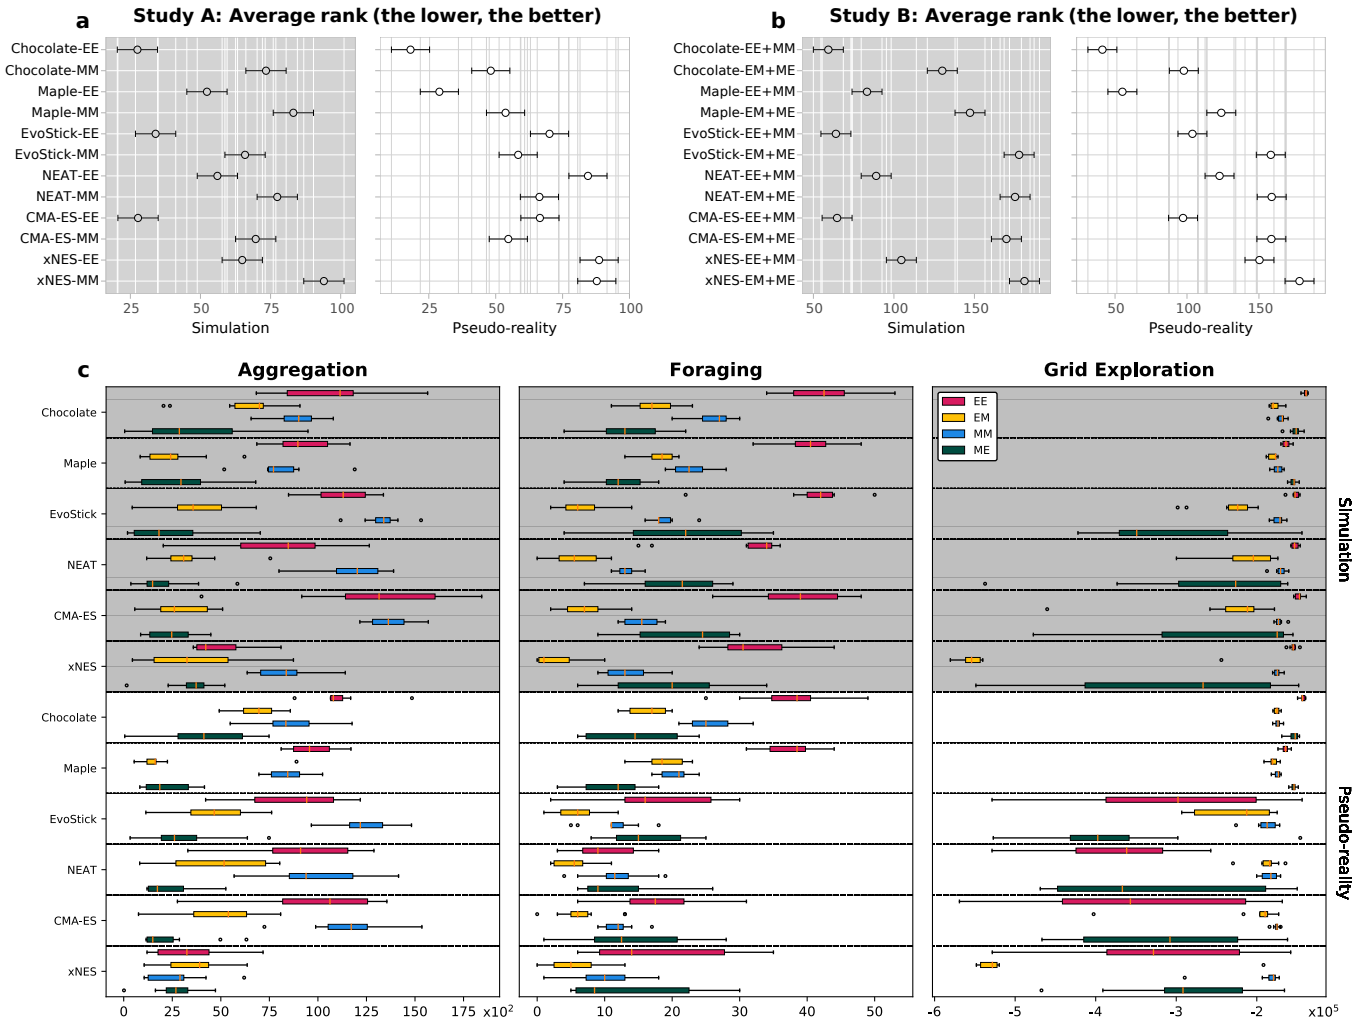 a Study A: Average rank (the lower, the better)
b Study B: Average rank (the lower, the better)
Chocolate-EE
Chocolate-MM
Maple-EE
Maple-MM
EvoStick-EE
EvoStick-MM
NEAT-EE
NEAT-MM
CMA-ES-EE
CMA-ES-MM
xNES-EE
xNES-MM
25 50 75 100
Simulation
25 50 75 100
Pseudo-reality
Chocolate-EE+MM
Chocolate-EM+ME
Maple-EE+MM
Maple-EM+ME
EvoStick-EE+MM
EvoStick-EM+ME
NEAT-EE+MM
NEAT-EM+ME
CMA-ES-EE+MM
CMA-ES-EM+ME
xNES-EE+MM
xNES-EM+ME
50 100 150
Simulation
50 100 150
Pseudo-reality
c Aggregation Foraging Grid Exploration
EE
EM
MM
ME
Chocolate
Maple
EvoStick
NEAT
CMA-ES
xNES
Simulation
Chocolate
Maple
EvoStick
NEAT
CMA-ES
xNES
Pseudo-reality
0 25 50 75 100 125 150 175 x10²
0 10 20 30 40 50
-6 -5 -4 -3 -2 x10⁵